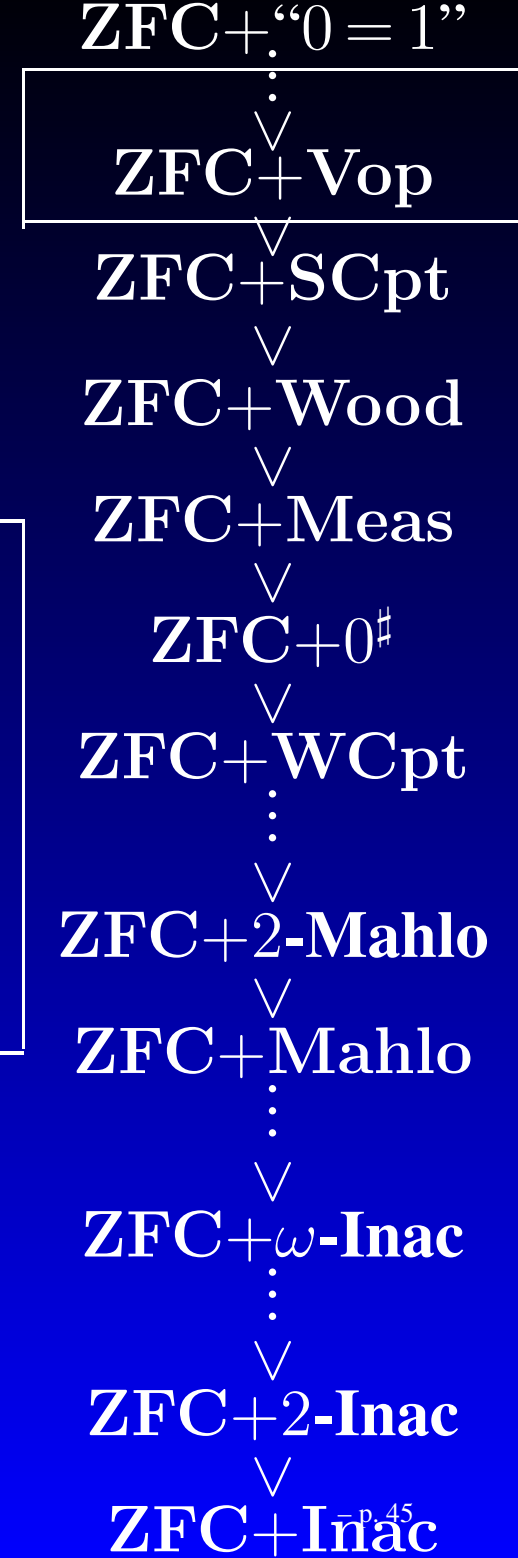 ZFC+“0 = 1”
⋮
∨
ZFC+Vop
∨
ZFC+SCpt
∨
ZFC+Wood
∨
ZFC+Meas
∨
ZFC+0♯
∨
ZFC+WCpt
⋮
∨
ZFC+2-Mahlo
∨
ZFC+Mahlo
⋮
∨
ZFC+ω-Inac
⋮
∨
ZFC+2-Inac
∨
ZFC+Inac
– p. 45